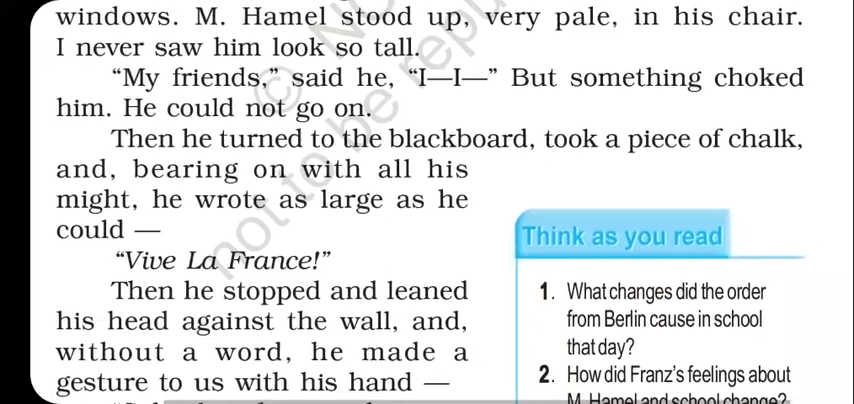 windows. M. Hamel stood up, very pale, in his chair.
I never saw him look so tall.
“My friends,” said he, “I—I—” But something choked
him. He could not go on.
Then he turned to the blackboard, took a piece of chalk,
and, bearing on with all his
might, he wrote as large as he
could —
“Vive La France!”
Then he stopped and leaned
his head against the wall, and,
without a word, he made a
gesture to us with his hand —
Think as you read
1. What changes did the order
from Berlin cause in school
that day?
2. How did Franz’s feelings about
M. Hamel and school change?
not to be repu